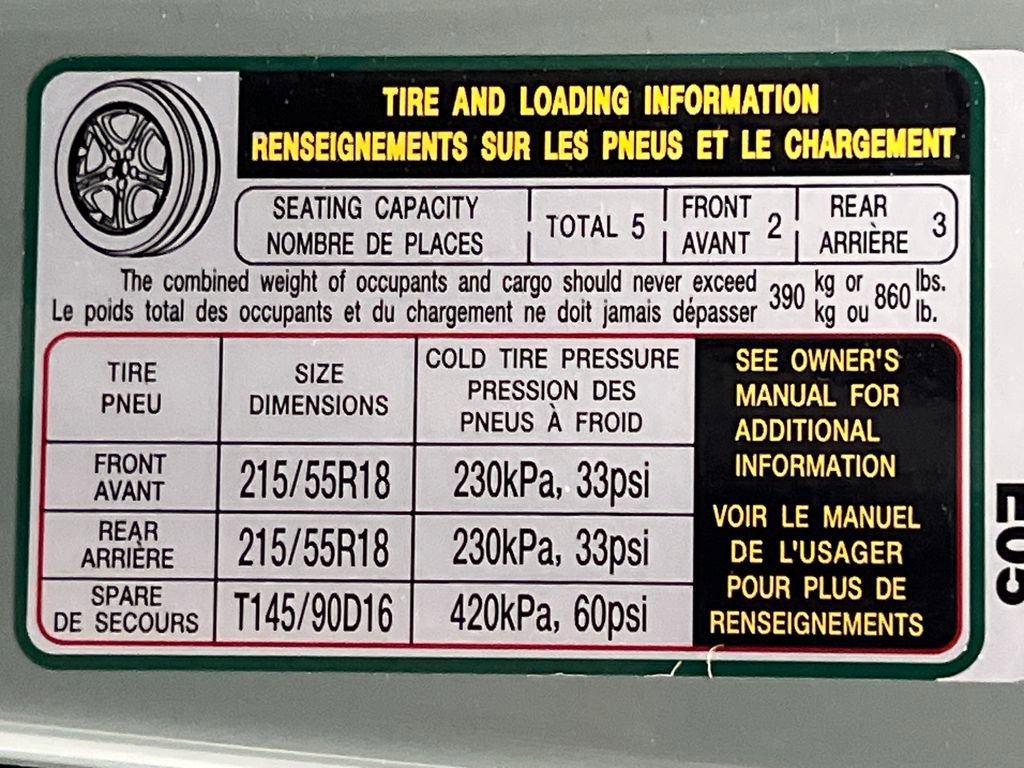 TIRE AND LOADING INFORMATION
RENSEIGNEMENTS SUR LES PNEUS ET LE CHARGEMENT
SEATING CAPACITY
NOMBRE DE PLACES
TOTAL 5
FRONT
AVANT 2
REAR
ARRIÈRE 3
The combined weight of occupants and cargo should never exceed 390 kg or 860 lbs.
Le poids total des occupants et du chargement ne doit jamais dépasser kg ou lb.
TIRE
PNEU
SIZE
DIMENSIONS
COLD TIRE PRESSURE
PRESSION DES
PNEUS À FROID
FRONT
AVANT
215/55R18
230kPa, 33psi
REAR
ARRIÈRE
215/55R18
230kPa, 33psi
SPARE
DE SECOURS
T145/90D16
420kPa, 60psi
SEE OWNER'S
MANUAL FOR
ADDITIONAL
INFORMATION
VOIR LE MANUEL
DE L'USAGER
POUR PLUS DE
RENSEIGNEMENTS